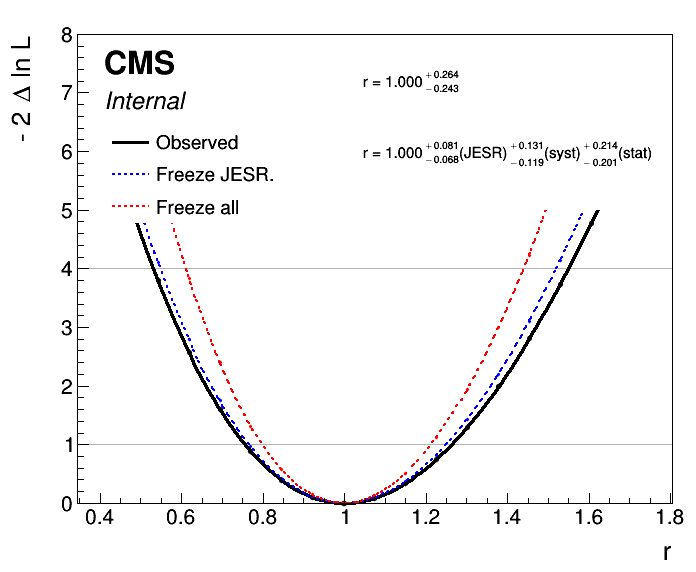 - 2 Δ ln L
8
7
6
5
4
3
2
1
0
CMS
Internal
Observed
Freeze JESR.
Freeze all
r = 1.000 +0.264 −0.243
r = 1.000 +0.081 −0.068 (JESR) +0.131 −0.119 (syst) +0.214 −0.201 (stat)
0.4 0.6 0.8 1 1.2 1.4 1.6 1.8
r